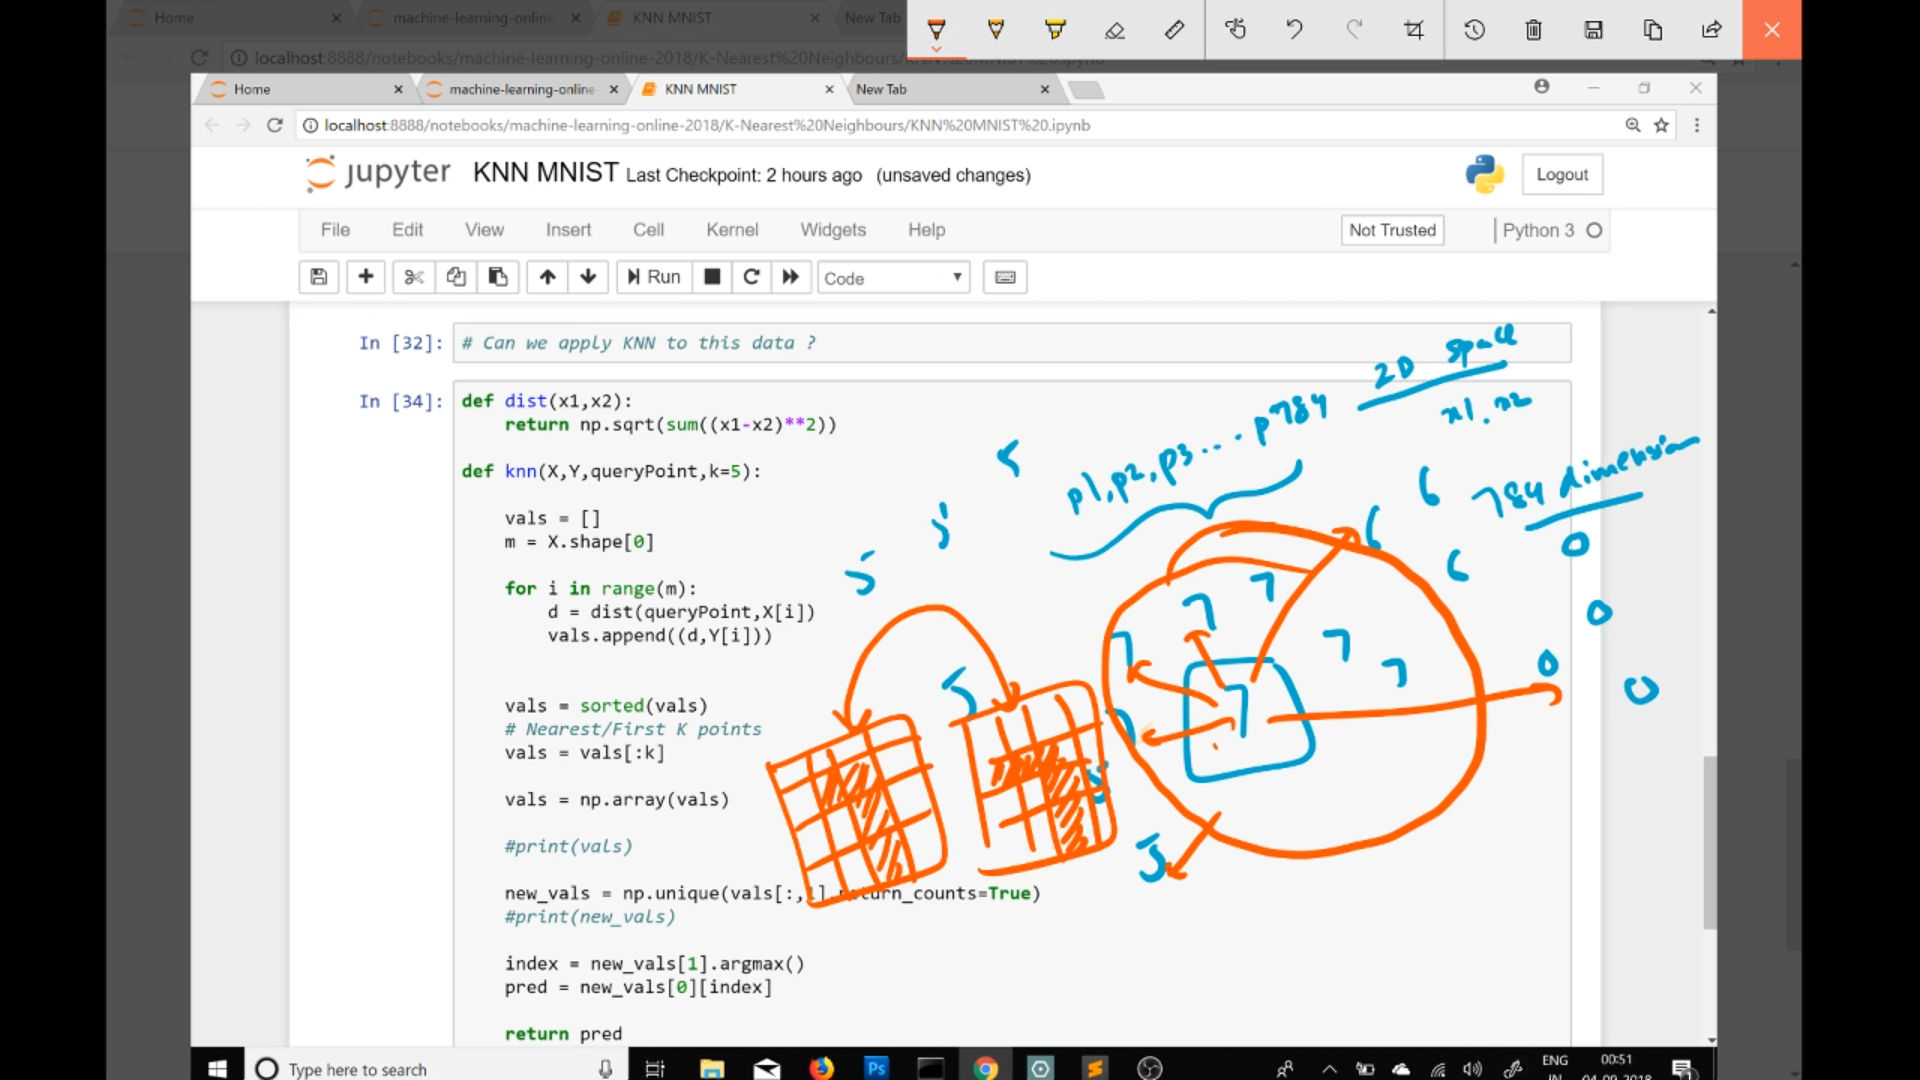 Home
machine-learning-online
KNN MNIST
New Tab
localhost:8888/notebooks/machine-learning-online-2018/K-Nearest%20Neighbours/KNN%20MNIST%20.ipynb
Home
machine-learning-online-
KNN MNIST
New Tab
localhost:8888/notebooks/machine-learning-online-2018/K-Nearest%20Neighbours/KNN%20MNIST%20.ipynb
jupyter KNN MNIST Last Checkpoint: 2 hours ago (unsaved changes)
Logout
File Edit View Insert Cell Kernel Widgets Help
Not Trusted
Python 3
Run
Code
In [32]: # Can we apply KNN to this data ?
In [34]: def dist(x1,x2):
return np.sqrt(sum((x1-x2)**2))
def knn(X,Y,queryPoint,k=5):
vals = []
m = X.shape[0]
for i in range(m):
d = dist(queryPoint,X[i])
vals.append((d,Y[i]))
vals = sorted(vals)
# Nearest/First K points
vals = vals[:k]
vals = np.array(vals)
#print(vals)
new_vals = np.unique(vals[:,1],return_counts=True)
#print(new_vals)
index = new_vals[1].argmax()
pred = new_vals[0][index]
return pred
2D space
x1,x2
p1,p2,p3....p784
784 dimension
5
5
5
5
5
5
6
6
6
0
0
0
0
7
7
7
7
7
7
7
Type here to search
Ps
ENG
IN
00:51
04-09-2018